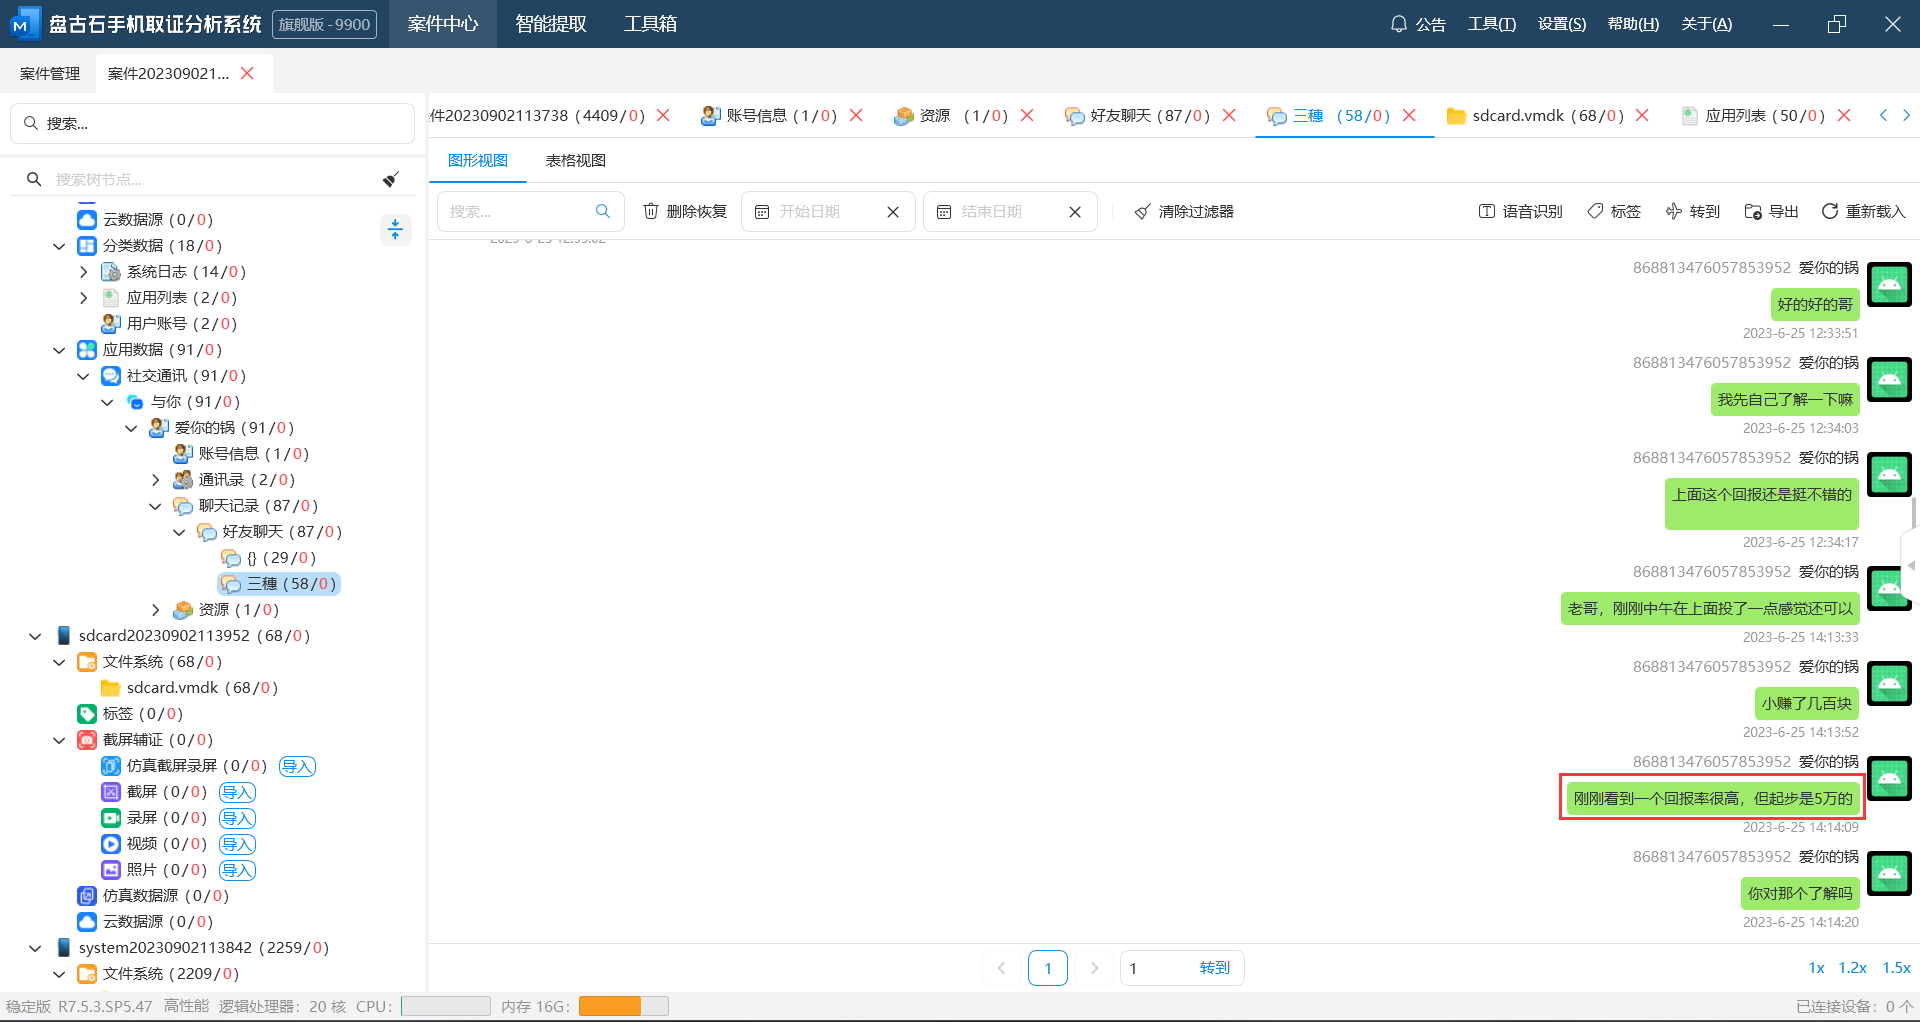 盘古石手机取证分析系统 旗舰版 -9900 案件中心 智能提取 工具箱 公告 工具(T) 设置(S) 帮助(H) 关于(A)
案件管理 案件202309021...
搜索...
件20230902113738 (4409/0) 账号信息 (1/0) 资源 (1/0) 好友聊天 (87/0) 三穗 (58/0) sdcard.vmdk (68/0) 应用列表 (50/0)
图形视图 表格视图
搜索树节点...
搜索... 删除恢复 开始日期 结束日期 清除过滤器 语音识别 标签 转到 导出 重新载入
云数据源 (0/0)
分类数据 (18/0)
系统日志 (14/0)
应用列表 (2/0)
用户账号 (2/0)
应用数据 (91/0)
社交通讯 (91/0)
与你 (91/0)
爱你的锅 (91/0)
账号信息 (1/0)
通讯录 (2/0)
聊天记录 (87/0)
好友聊天 (87/0)
{} (29/0)
三穗 (58/0)
资源 (1/0)
sdcard20230902113952 (68/0)
文件系统 (68/0)
sdcard.vmdk (68/0)
标签 (0/0)
截屏辅证 (0/0)
仿真截屏录屏 (0/0) 导入
截屏 (0/0) 导入
录屏 (0/0) 导入
视频 (0/0) 导入
照片 (0/0) 导入
仿真数据源 (0/0)
云数据源 (0/0)
system20230902113842 (2259/0)
文件系统 (2209/0)
868813476057853952 爱你的锅
好的好的哥
2023-6-25 12:33:51
868813476057853952 爱你的锅
我先自己了解一下嘛
2023-6-25 12:34:03
868813476057853952 爱你的锅
上面这个回报还是挺不错的
2023-6-25 12:34:17
868813476057853952 爱你的锅
老哥，刚刚中午在上面投了一点感觉还可以
2023-6-25 14:13:33
868813476057853952 爱你的锅
小赚了几百块
2023-6-25 14:13:52
868813476057853952 爱你的锅
刚刚看到一个回报率很高，但起步是5万的
2023-6-25 14:14:09
868813476057853952 爱你的锅
你对那个了解吗
2023-6-25 14:14:20
1 1 转到 1x 1.2x 1.5x
稳定版 R7.5.3.SP5.47 高性能 逻辑处理器：20 核 CPU： 内存 16G： 已连接设备：0 个